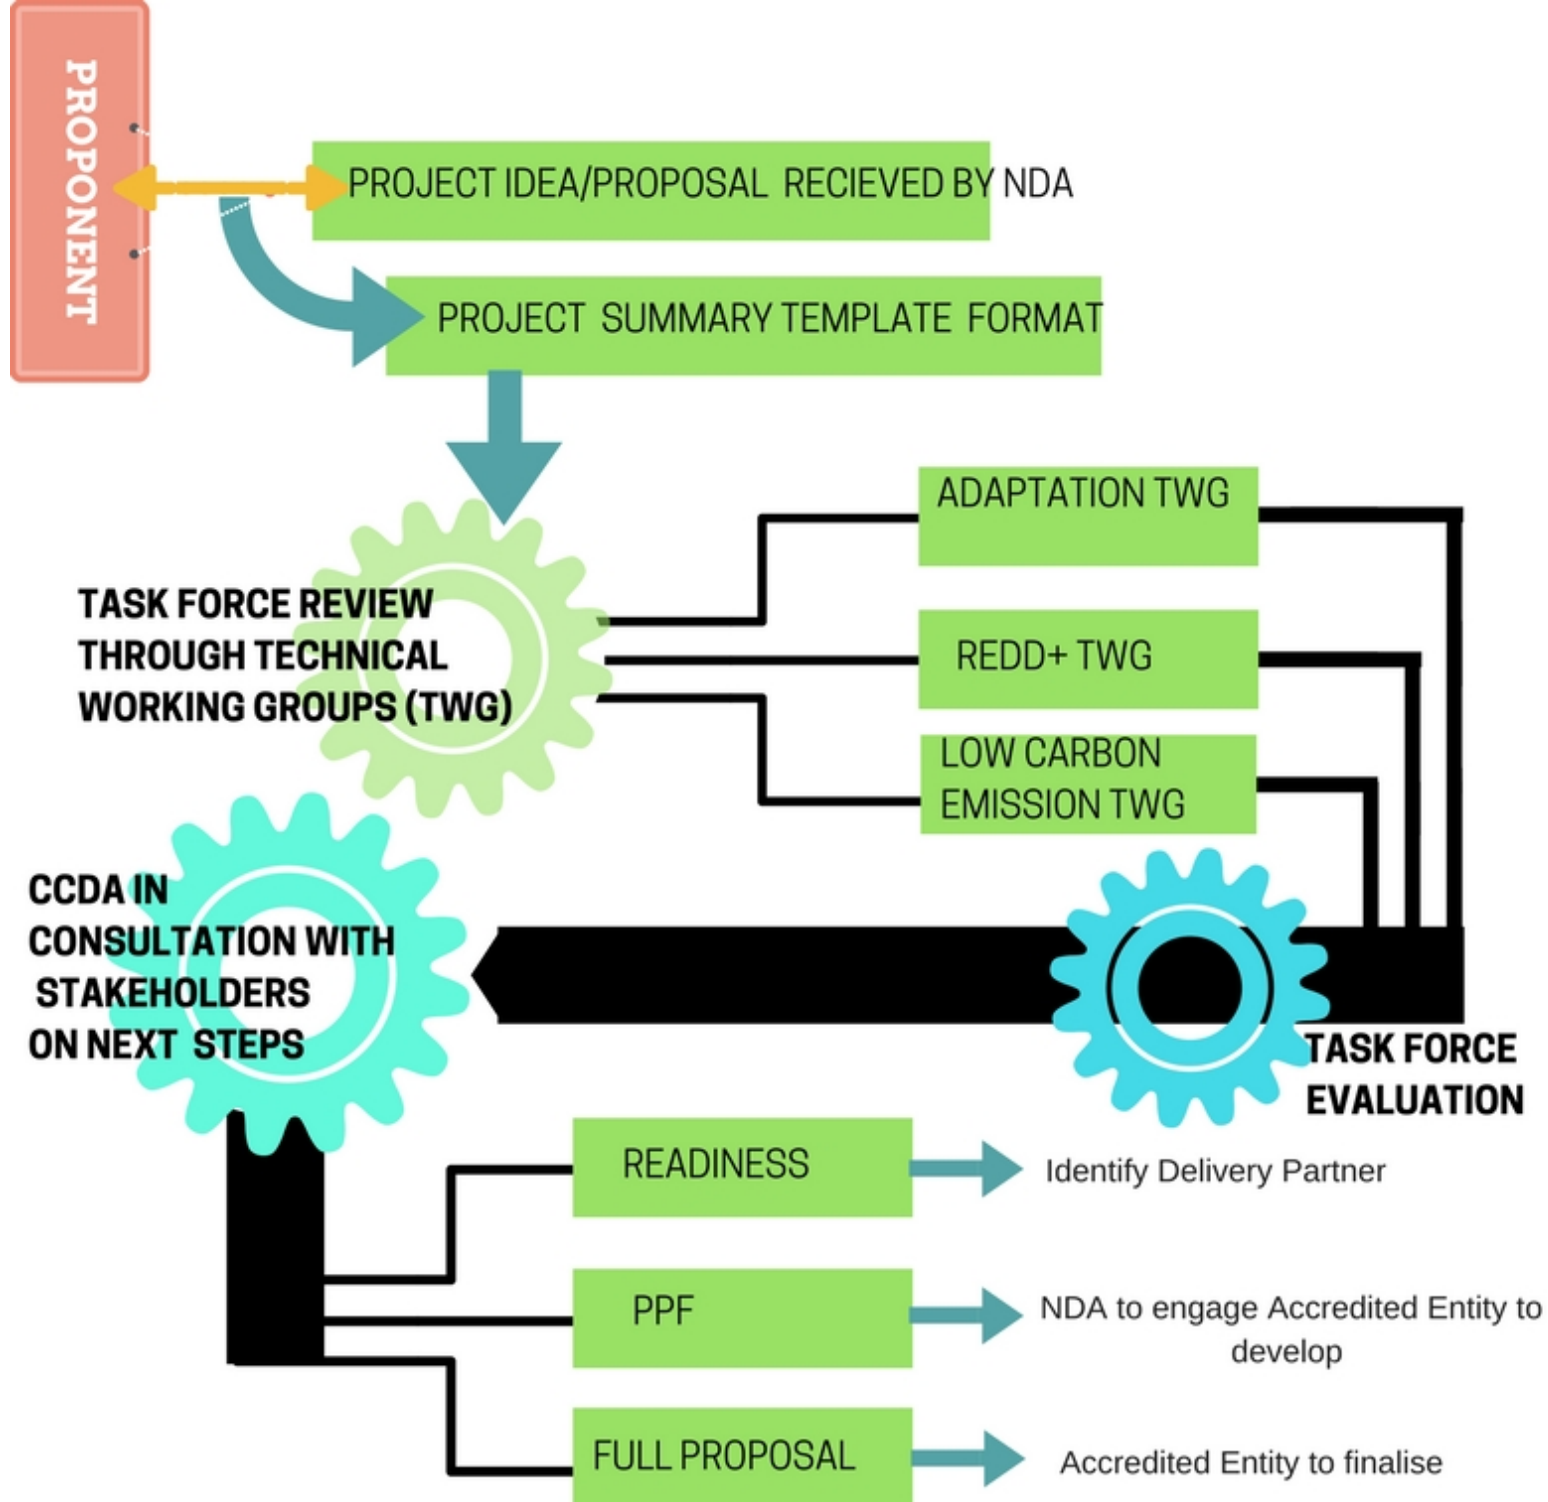 PROPONENT
PROJECT IDEA/PROPOSAL RECIEVED BY NDA
PROJECT SUMMARY TEMPLATE FORMAT
TASK FORCE REVIEW
THROUGH TECHNICAL
WORKING GROUPS (TWG)
ADAPTATION TWG
REDD+ TWG
LOW CARBON
EMISSION TWG
TASK FORCE
EVALUATION
CCDA IN
CONSULTATION WITH
STAKEHOLDERS
ON NEXT STEPS
READINESS
Identify Delivery Partner
PPF
NDA to engage Accredited Entity to
develop
FULL PROPOSAL
Accredited Entity to finalise